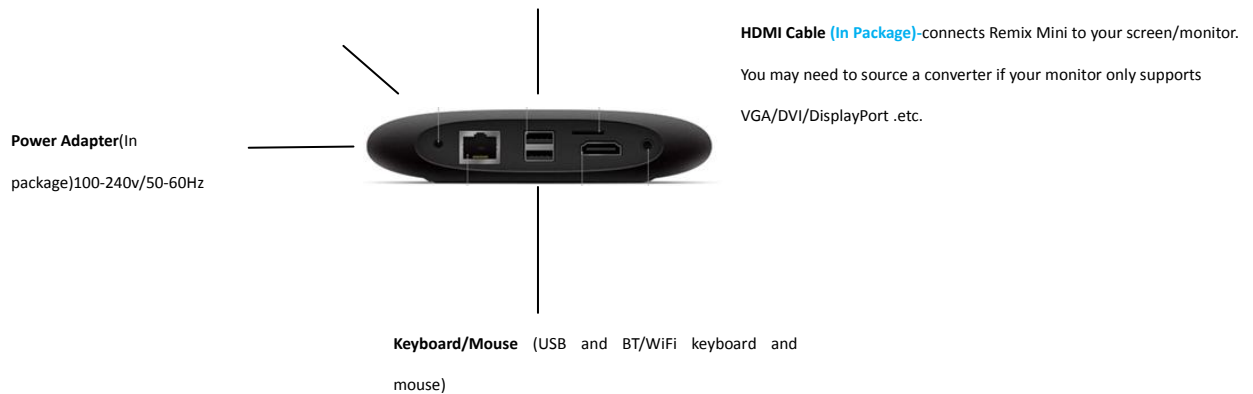 HDMI Cable (In Package)-connects Remix Mini to your screen/monitor.
You may need to source a converter if your monitor only supports
VGA/DVI/DisplayPort .etc.
Power Adapter(In
package)100-240v/50-60Hz
Keyboard/Mouse (USB and BT/WiFi keyboard and
mouse)